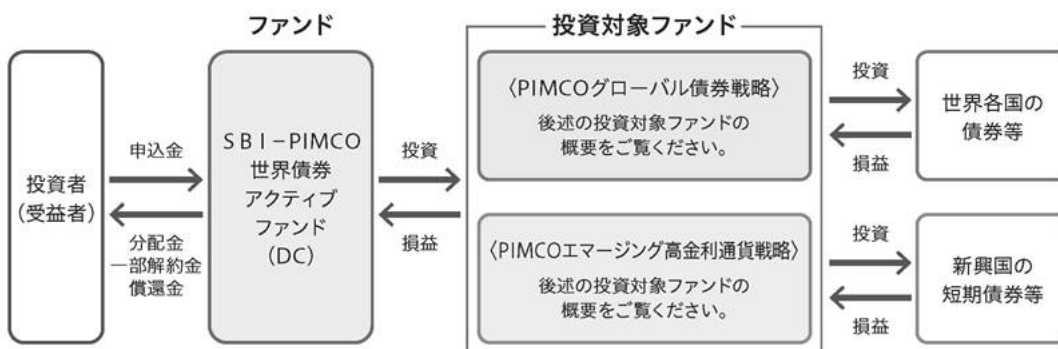 ファンド
投資対象ファンド
投資者
(受益者)
申込金
分配金
一部解約金
償還金
SBI-PIMCO
世界債券
アクティブ
ファンド
(DC)
投資
損益
〈PIMCOグローバル債券戦略〉
後述の投資対象ファンドの
概要をご覧ください。
投資
損益
世界各国の
債券等
〈PIMCOエマージング高金利通貨戦略〉
後述の投資対象ファンドの
概要をご覧ください。
投資
損益
新興国の
短期債券等